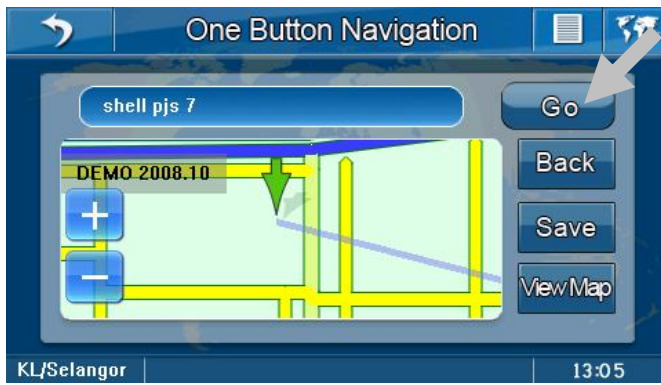 One Button Navigation
shell pjs 7
Go
DEMO 2008.10
Back
+
Save
−
View Map
KL/Selangor
13:05